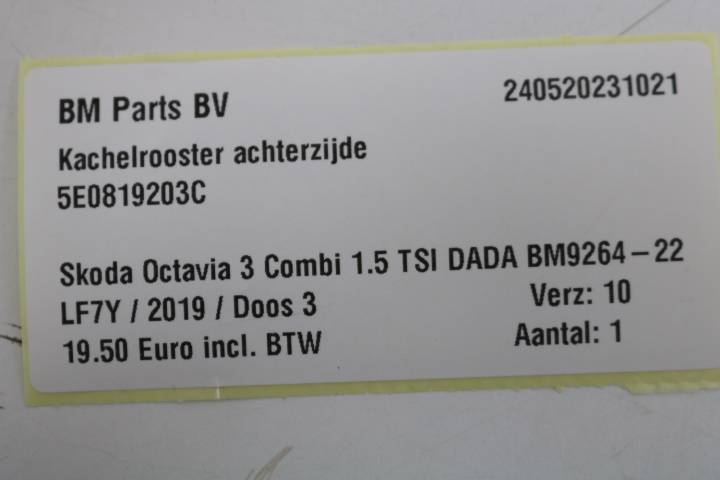 BM Parts BV 240520231021
Kachelrooster achterzijde
5E0819203C
Skoda Octavia 3 Combi 1.5 TSI DADA BM9264-22
LF7Y / 2019 / Doos 3 Verz: 10
19.50 Euro incl. BTW Aantal: 1